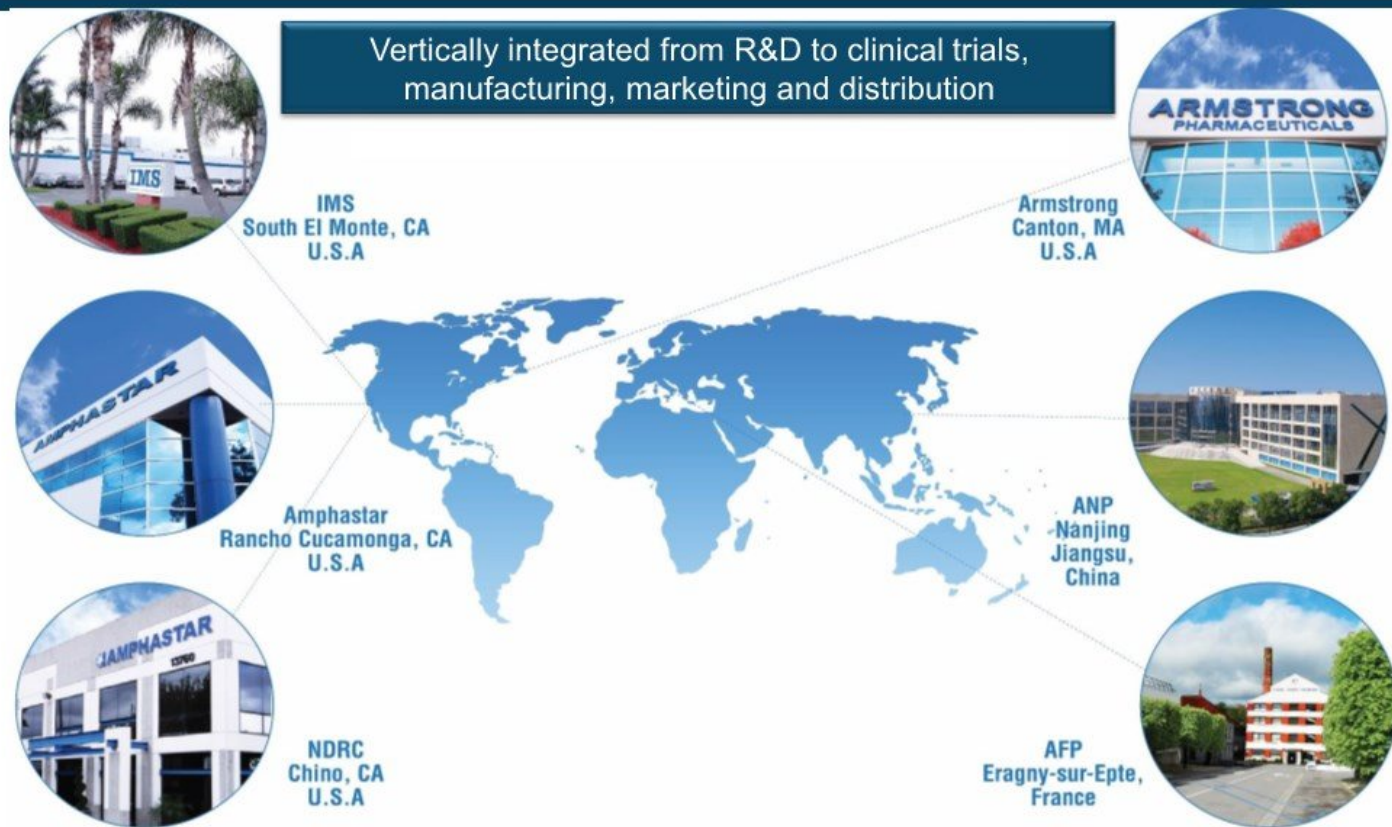 Vertically integrated from R&D to clinical trials,
manufacturing, marketing and distribution
IMS
IMS
South El Monte, CA
U.S.A
ARMSTRONG
PHARMACEUTICALS
Armstrong
Canton, MA
U.S.A
AMPHASTAR
Amphastar
Rancho Cucamonga, CA
U.S.A
ANP
Nanjing
Jiangsu,
China
AMPHASTAR
13760
NDRC
Chino, CA
U.S.A
AFP
Eragny-sur-Epte,
France